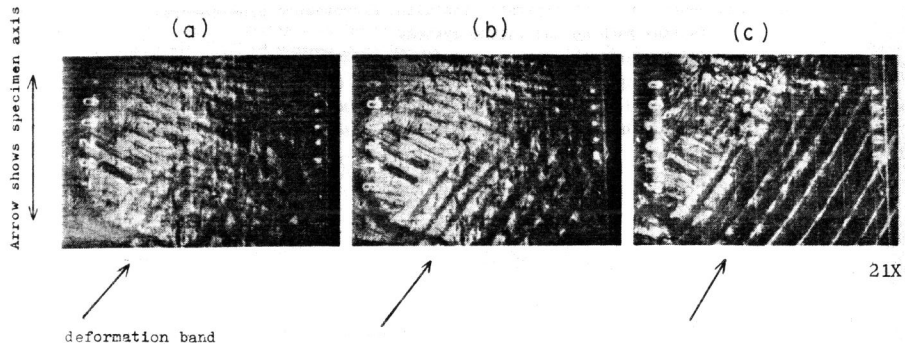 (a) (b) (c)
Arrow shows specimen axis
21X
deformation band